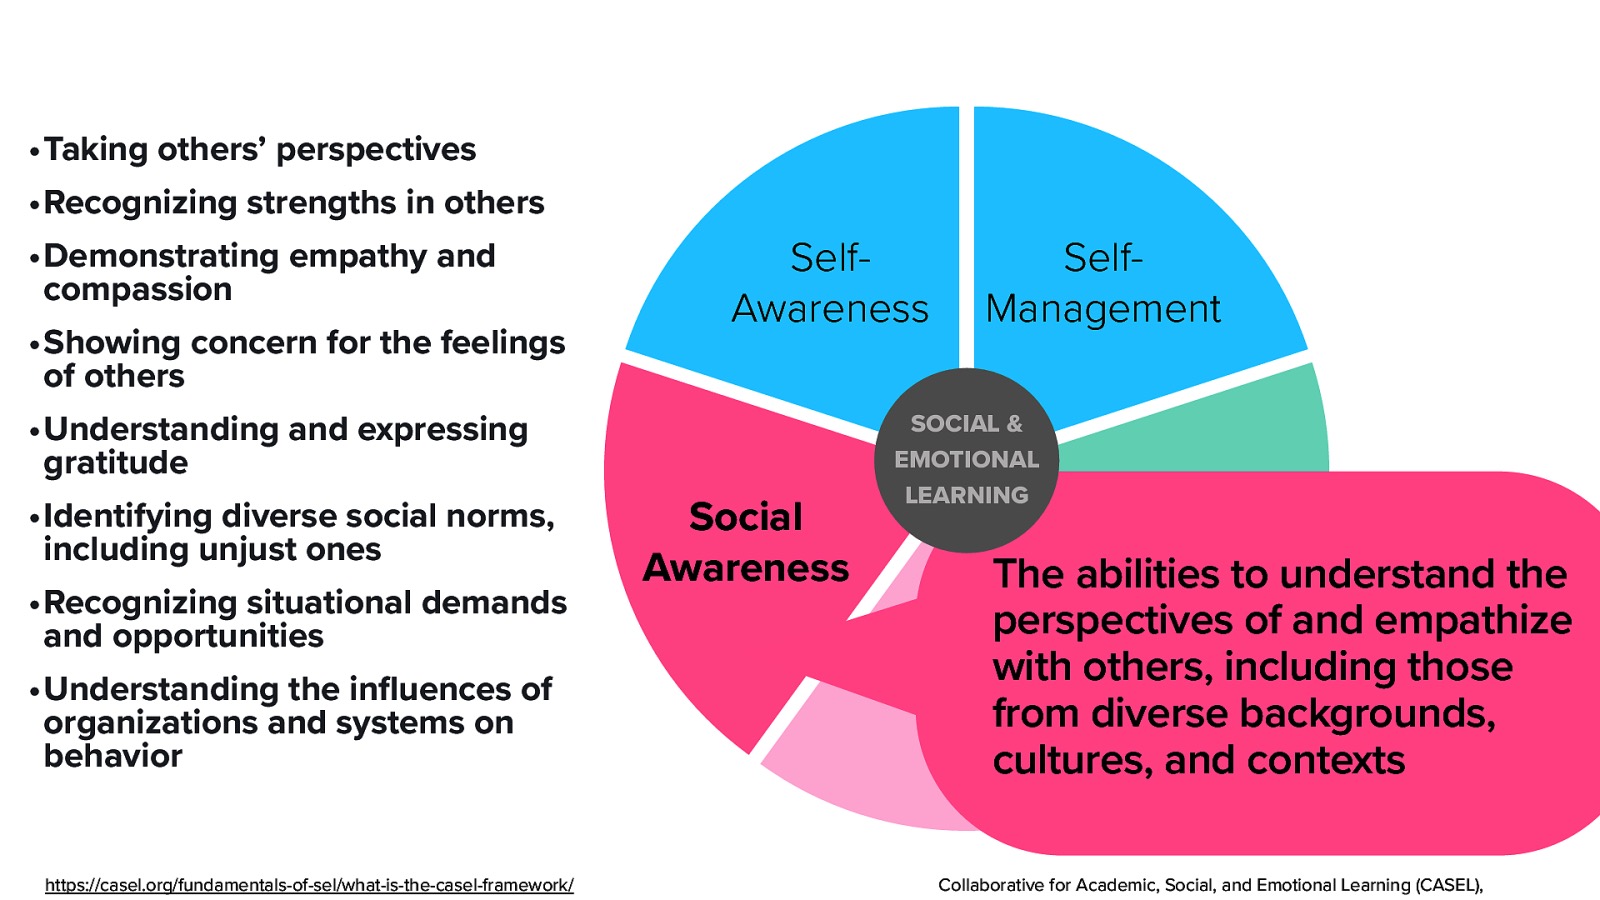 •Taking others’ perspectives
•Recognizing strengths in others
•Demonstrating empathy and
compassion
•Showing concern for the feelings
of others
•Understanding and expressing
gratitude
•Identifying diverse social norms,
including unjust ones
•Recognizing situational demands
and opportunities
•Understanding the influences of
organizations and systems on
behavior
Self-
Awareness
Self-
Management
SOCIAL &
EMOTIONAL
LEARNING
Social
Awareness
The abilities to understand the
perspectives of and empathize
with others, including those
from diverse backgrounds,
cultures, and contexts
https://casel.org/fundamentals-of-sel/what-is-the-casel-framework/
Collaborative for Academic, Social, and Emotional Learning (CASEL),